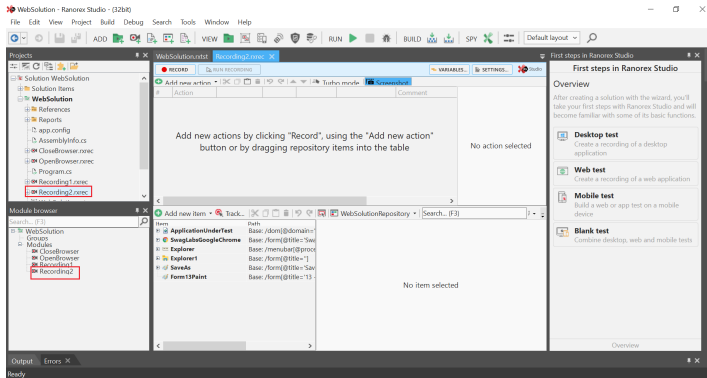 WebSolution - Ranorex Studio - (32bit)
File Edit View Project Build Debug Search Tools Window Help
ADD VIEW RUN BUILD SPY Default layout
Projects
Solution WebSolution
Solution Items
WebSolution
References
Reports
app.config
AssemblyInfo.cs
CloseBrowser.rxrec
OpenBrowser.rxrec
Program.cs
Recording1.rxrec
Recording2.rxrec
Module browser
Search... (F3)
WebSolution
Groups
Modules
CloseBrowser
OpenBrowser
Recording1
Recording2
WebSolution.rxtst Recording2.rxrec
RECORD RUN RECORDING VARIABLES... SETTINGS... Studio
Add new action Turbo mode Screenshot
# Action Comment
Add new actions by clicking "Record", using the "Add new action"
button or by dragging repository items into the table
No action selected
Add new item Track... WebSolutionRepository Search... (F3)
Item Path
ApplicationUnderTest Base: /dom[@domain='
SwagLabsGoogleChrome Base: /form[@title='Swa
Explorer Base: /menubar[@proce
Explorer1 Base: /form[@title='']
SaveAs Base: /form[@title='Sav
Form13Paint Base: /form[@title='13 -
No item selected
First steps in Ranorex Studio
First steps in Ranorex Studio
Overview
After creating a solution with the wizard, you'll
take your first steps with Ranorex Studio and will
become familiar with some of its basic functions.
Desktop test
Create a recording of a desktop
application
Web test
Create a recording of a web application
Mobile test
Build a web or app test on a mobile
device
Blank test
Combine desktop, web and mobile tests
Overview
Output Errors
Ready